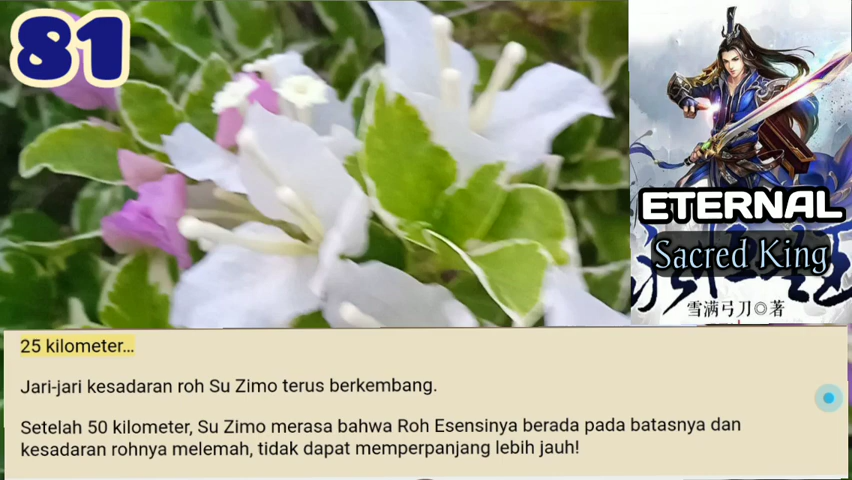 81
ETERNAL
Sacred King
雪满弓刀◎著
25 kilometer...
Jari-jari kesadaran roh Su Zimo terus berkembang.
Setelah 50 kilometer, Su Zimo merasa bahwa Roh Esensinya berada pada batasnya dan
kesadaran rohnya melemah, tidak dapat memperpanjang lebih jauh!